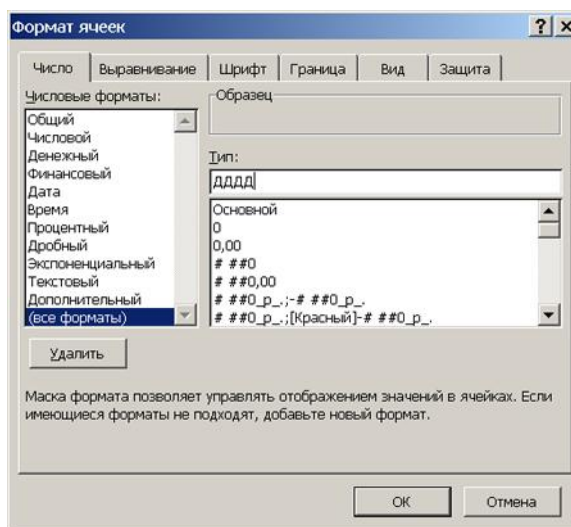 Формат ячеек
Число Выравнивание Шрифт Граница Вид Защита
Числовые форматы:
Общий
Числовой
Денежный
Финансовый
Дата
Время
Процентный
Дробный
Экспоненциальный
Текстовый
Дополнительный
(все форматы)
Образец
Тип:
ДДДД
Основной
0
0,00
# ##0
# ##0,00
# ##0_р_.;-# ##0_р_.
# ##0_р_.;[Красный]-# ##0_р_.
Удалить
Маска формата позволяет управлять отображением значений в ячейках. Если
имеющиеся форматы не подходят, добавьте новый формат.
ОК Отмена